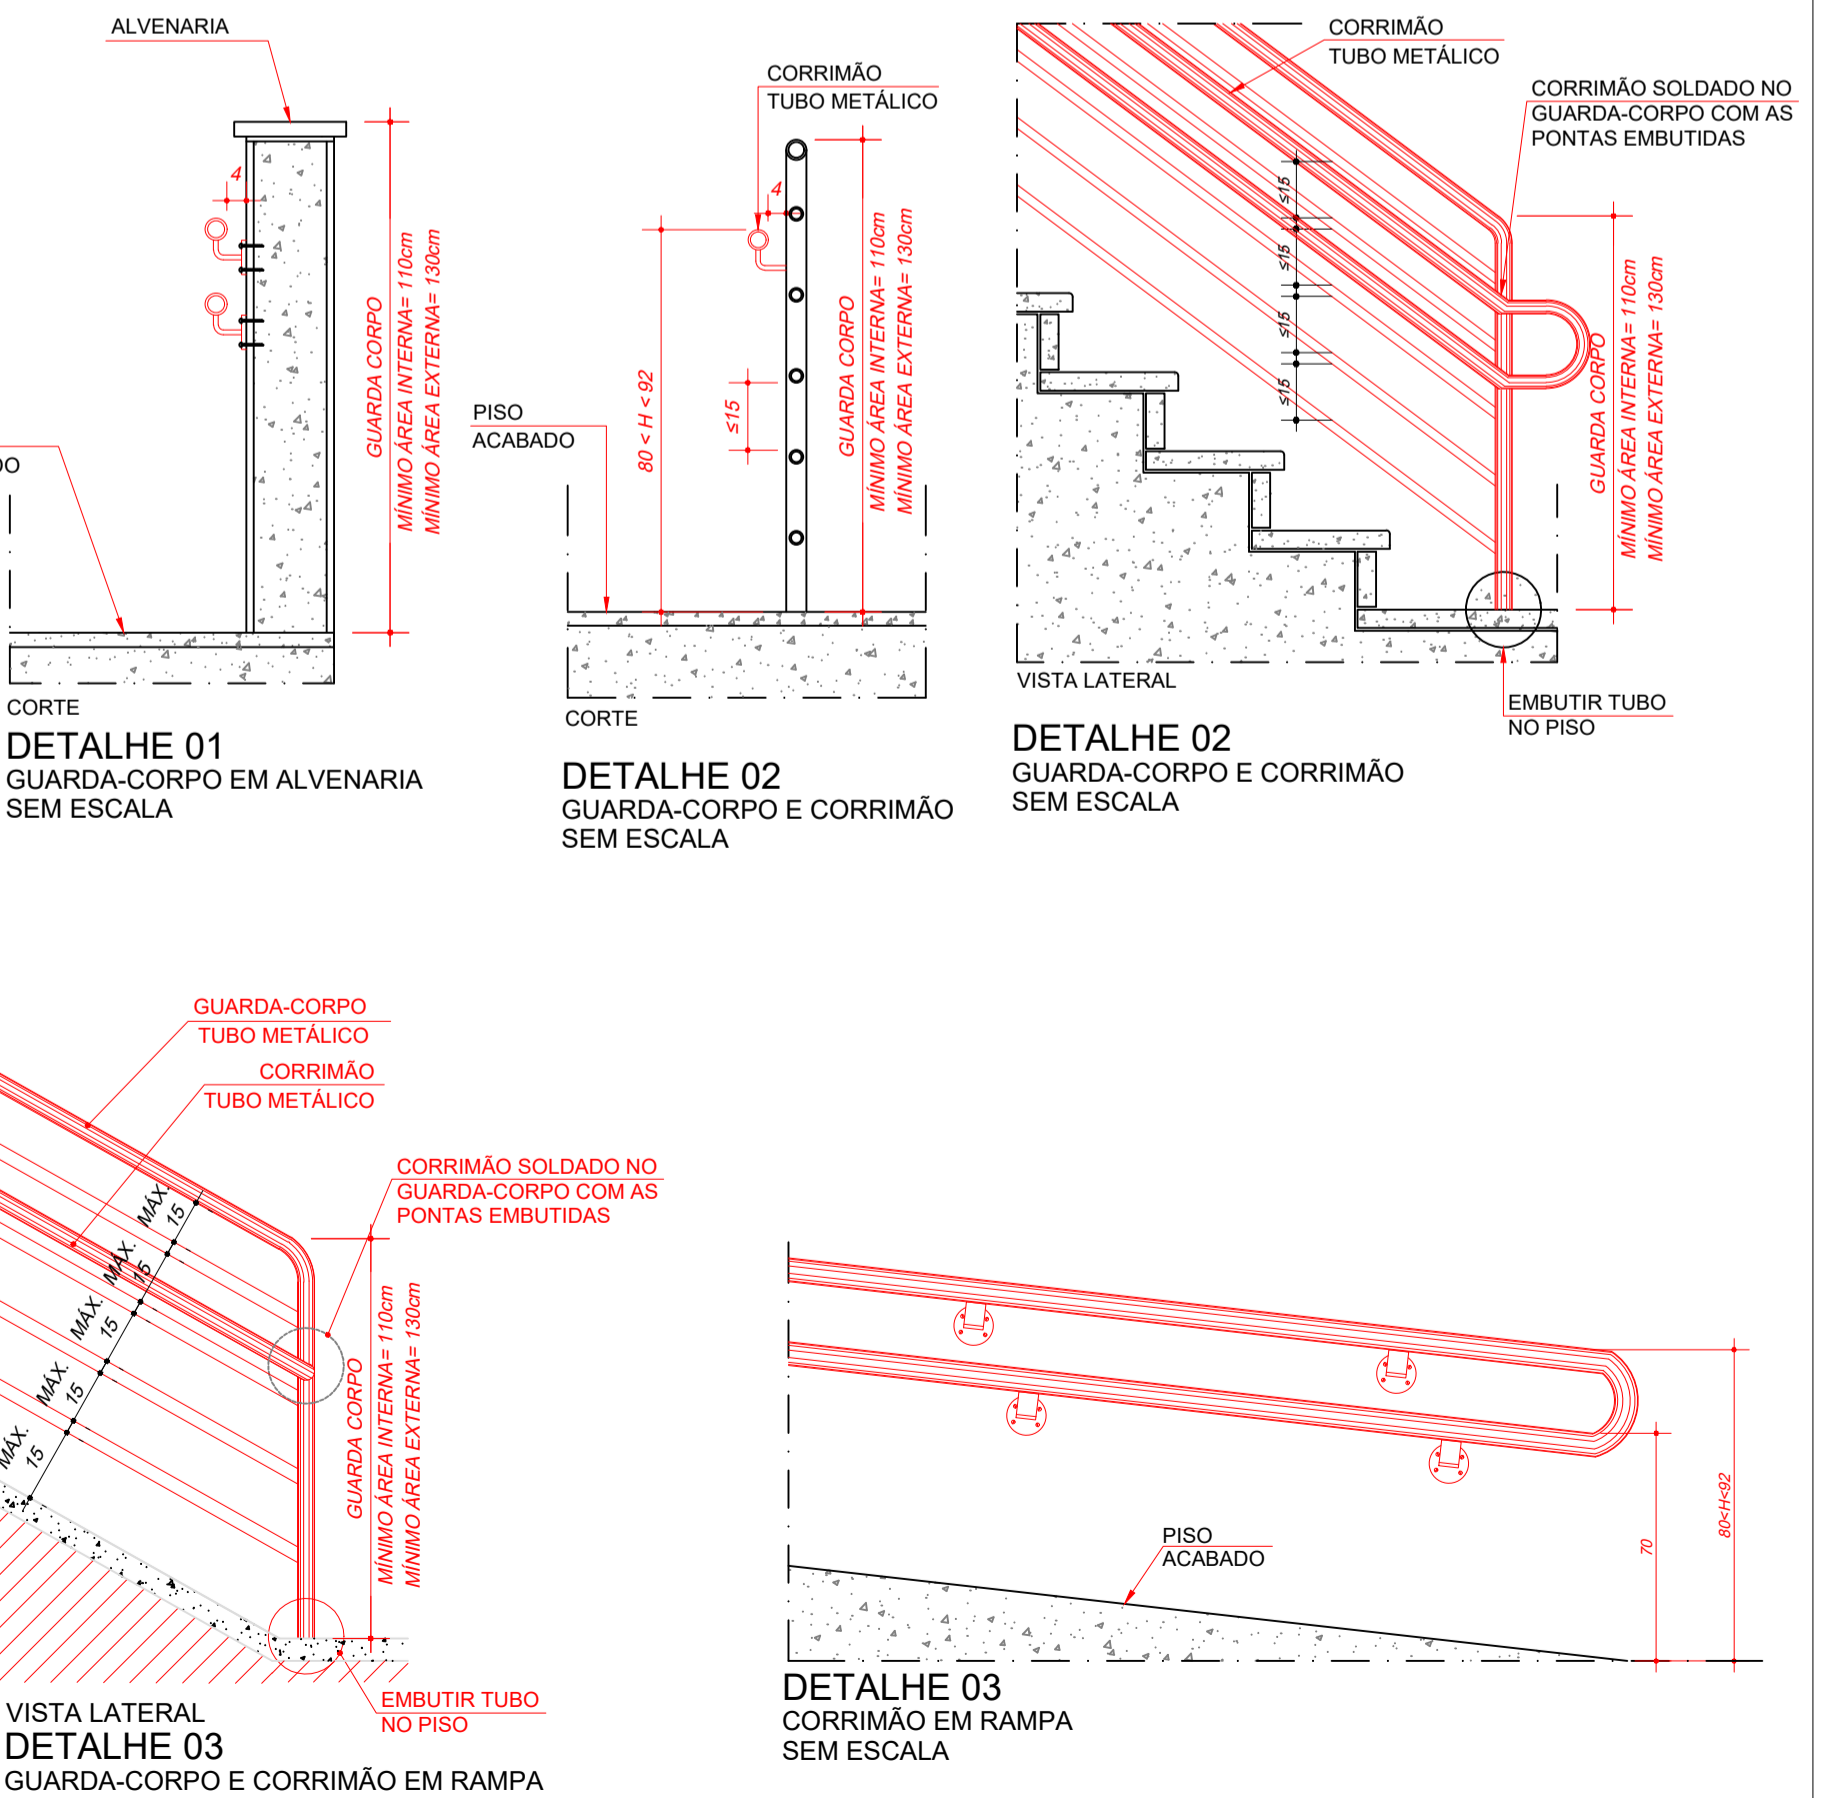 ALVENARIA
4
GUARDA CORPO
MÍNIMO ÁREA INTERNA= 110cm
MÍNIMO ÁREA EXTERNA= 130cm
DO
CORTE
DETALHE 01
GUARDA-CORPO EM ALVENARIA
SEM ESCALA
CORRIMÃO
TUBO METÁLICO
4
80 < H < 92
≤15
GUARDA CORPO
MÍNIMO ÁREA INTERNA= 110cm
MÍNIMO ÁREA EXTERNA= 130cm
PISO
ACABADO
CORTE
DETALHE 02
GUARDA-CORPO E CORRIMÃO
SEM ESCALA
CORRIMÃO
TUBO METÁLICO
CORRIMÃO SOLDADO NO
GUARDA-CORPO COM AS
PONTAS EMBUTIDAS
≤15
≤15
≤15
≤15
GUARDA CORPO
MÍNIMO ÁREA INTERNA= 110cm
MÍNIMO ÁREA EXTERNA= 130cm
VISTA LATERAL
EMBUTIR TUBO
NO PISO
DETALHE 02
GUARDA-CORPO E CORRIMÃO
SEM ESCALA
GUARDA-CORPO
TUBO METÁLICO
CORRIMÃO
TUBO METÁLICO
CORRIMÃO SOLDADO NO
GUARDA-CORPO COM AS
PONTAS EMBUTIDAS
MÁX.
15
MÁX.
15
MÁX.
15
MÁX.
15
MÁX.
15
GUARDA CORPO
MÍNIMO ÁREA INTERNA= 110cm
MÍNIMO ÁREA EXTERNA= 130cm
EMBUTIR TUBO
NO PISO
VISTA LATERAL
DETALHE 03
GUARDA-CORPO E CORRIMÃO EM RAMPA
PISO
ACABADO
70
80<H<92
DETALHE 03
CORRIMÃO EM RAMPA
SEM ESCALA